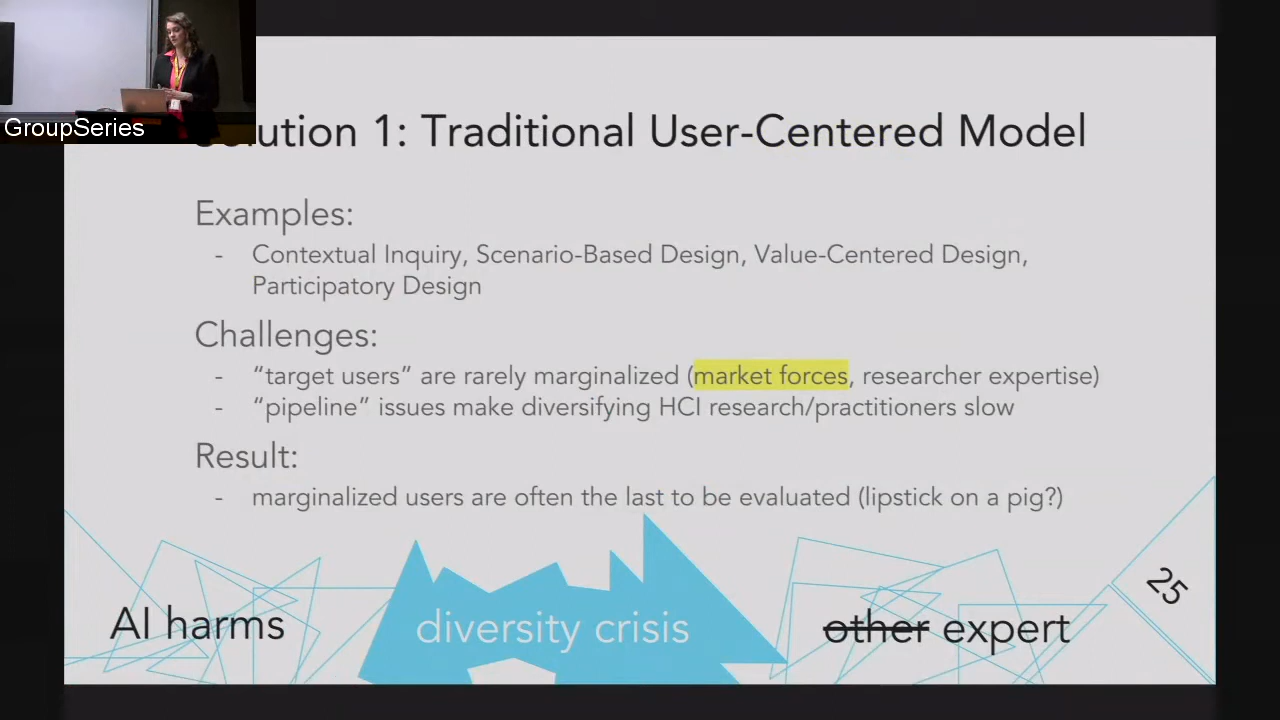 GroupSeries
ution 1: Traditional User-Centered Model
Examples:
- Contextual Inquiry, Scenario-Based Design, Value-Centered Design,
Participatory Design
Challenges:
- “target users” are rarely marginalized (market forces, researcher expertise)
- “pipeline” issues make diversifying HCI research/practitioners slow
Result:
- marginalized users are often the last to be evaluated (lipstick on a pig?)
25
AI harms
diversity crisis
other expert